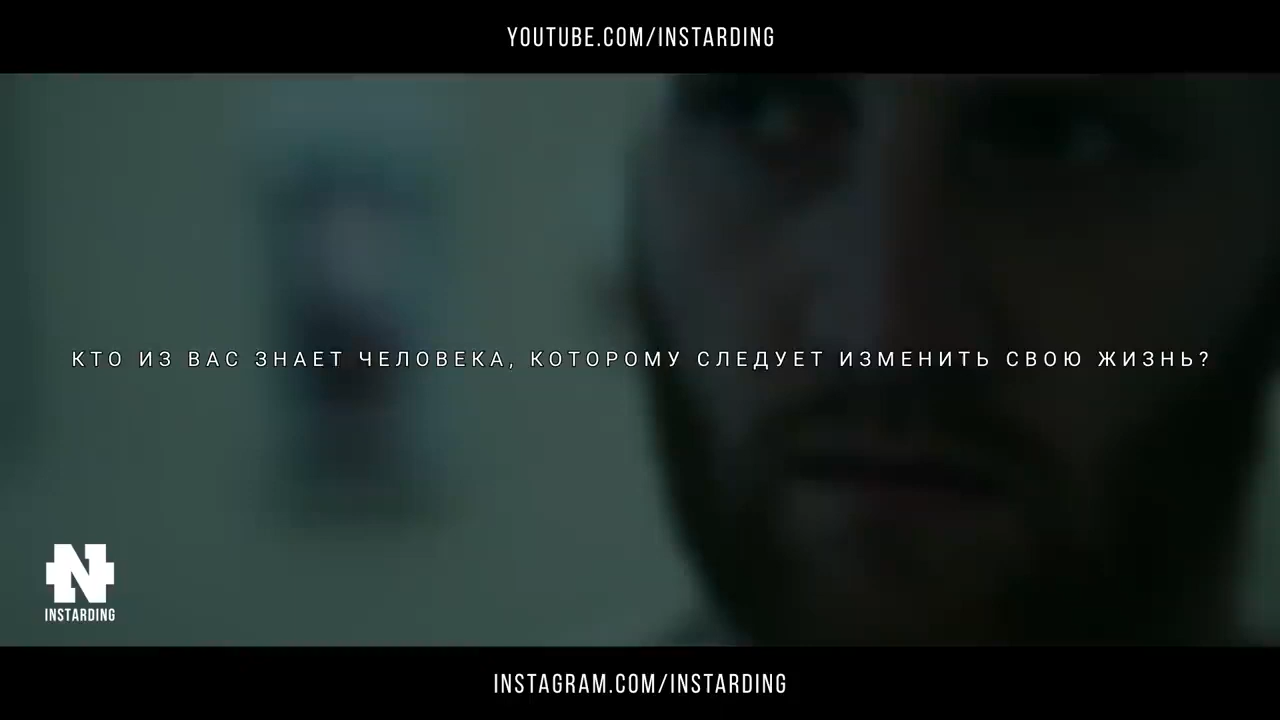 YOUTUBE.COM/INSTARDING
КТО ИЗ ВАС ЗНАЕТ ЧЕЛОВЕКА, КОТОРОМУ СЛЕДУЕТ ИЗМЕНИТЬ СВОЮ ЖИЗНЬ?
N
INSTARDING
INSTAGRAM.COM/INSTARDING